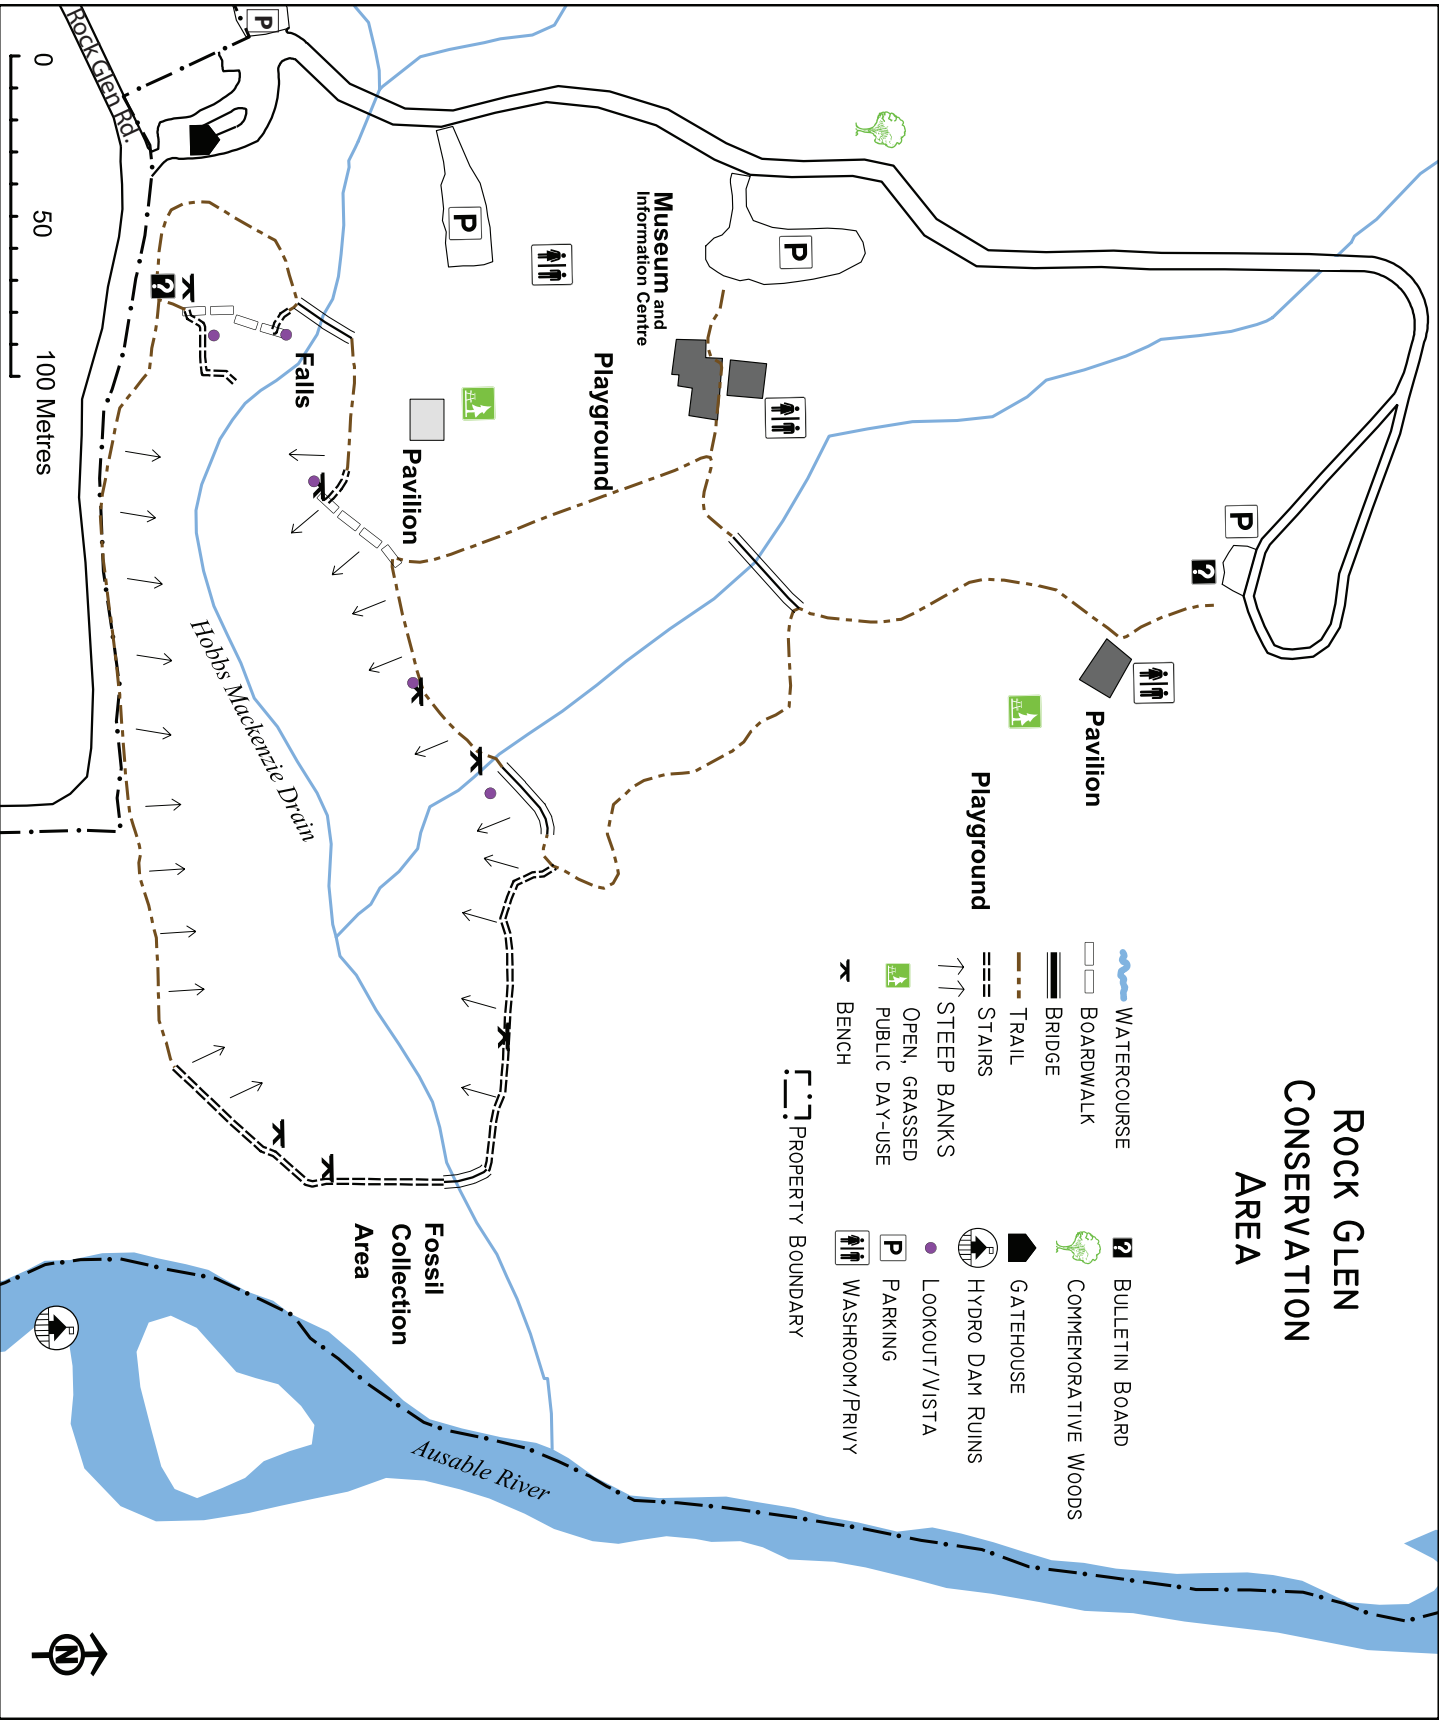 ROCK GLEN
CONSERVATION
AREA
WATERCOURSE
BOARDWALK
BRIDGE
TRAIL
STAIRS
STEEP BANKS
OPEN, GRASSED
PUBLIC DAY-USE
BENCH
PROPERTY BOUNDARY
? BULLETIN BOARD
COMMEMORATIVE WOODS
GATEHOUSE
HYDRO DAM RUINS
LOOKOUT/VISTA
P PARKING
WASHROOM/PRIVY
P
?
Pavilion
Playground
P
Museum and
Information Centre
Playground
P
Pavilion
P
Falls
?
Rock Glen Rd.
Hobbs Mackenzie Drain
Fossil
Collection
Area
Ausable River
0
50
100 Metres
N